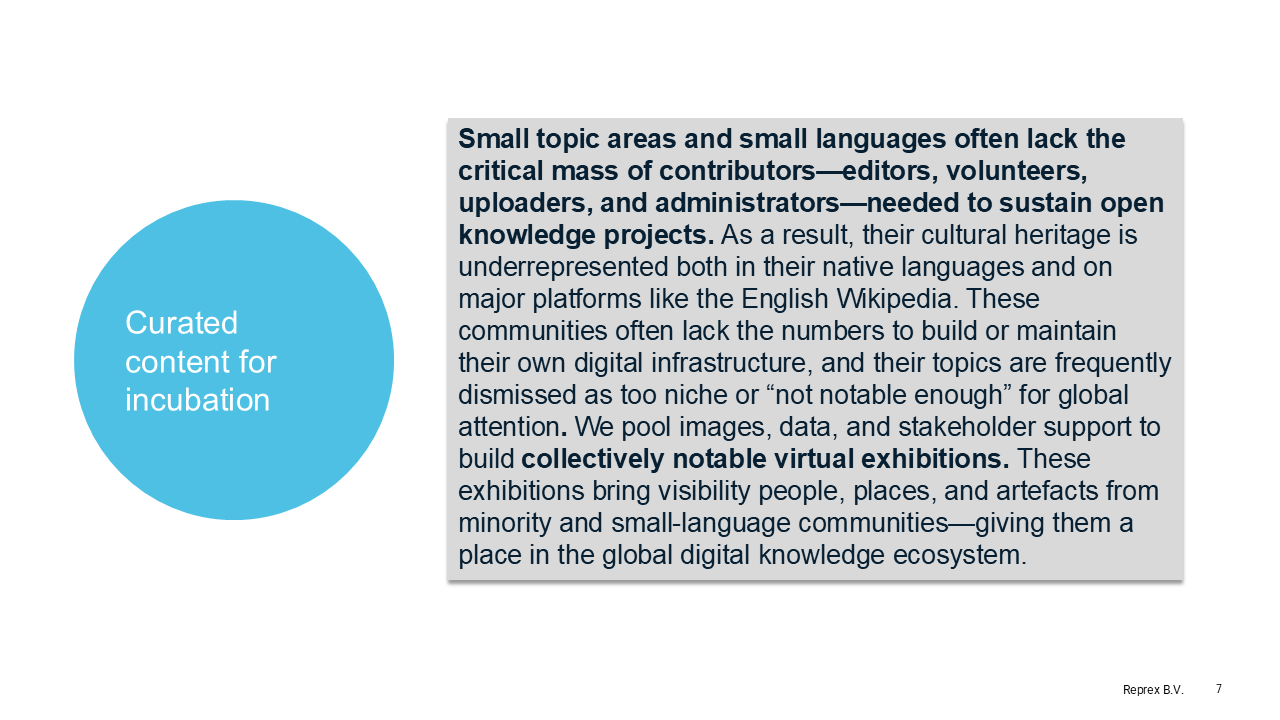 Curated
content for
incubation
Small topic areas and small languages often lack the
critical mass of contributors—editors, volunteers,
uploaders, and administrators—needed to sustain open
knowledge projects. As a result, their cultural heritage is
underrepresented both in their native languages and on
major platforms like the English Wikipedia. These
communities often lack the numbers to build or maintain
their own digital infrastructure, and their topics are frequently
dismissed as too niche or “not notable enough” for global
attention. We pool images, data, and stakeholder support to
build collectively notable virtual exhibitions. These
exhibitions bring visibility people, places, and artefacts from
minority and small-language communities—giving them a
place in the global digital knowledge ecosystem.
Reprex B.V. 7